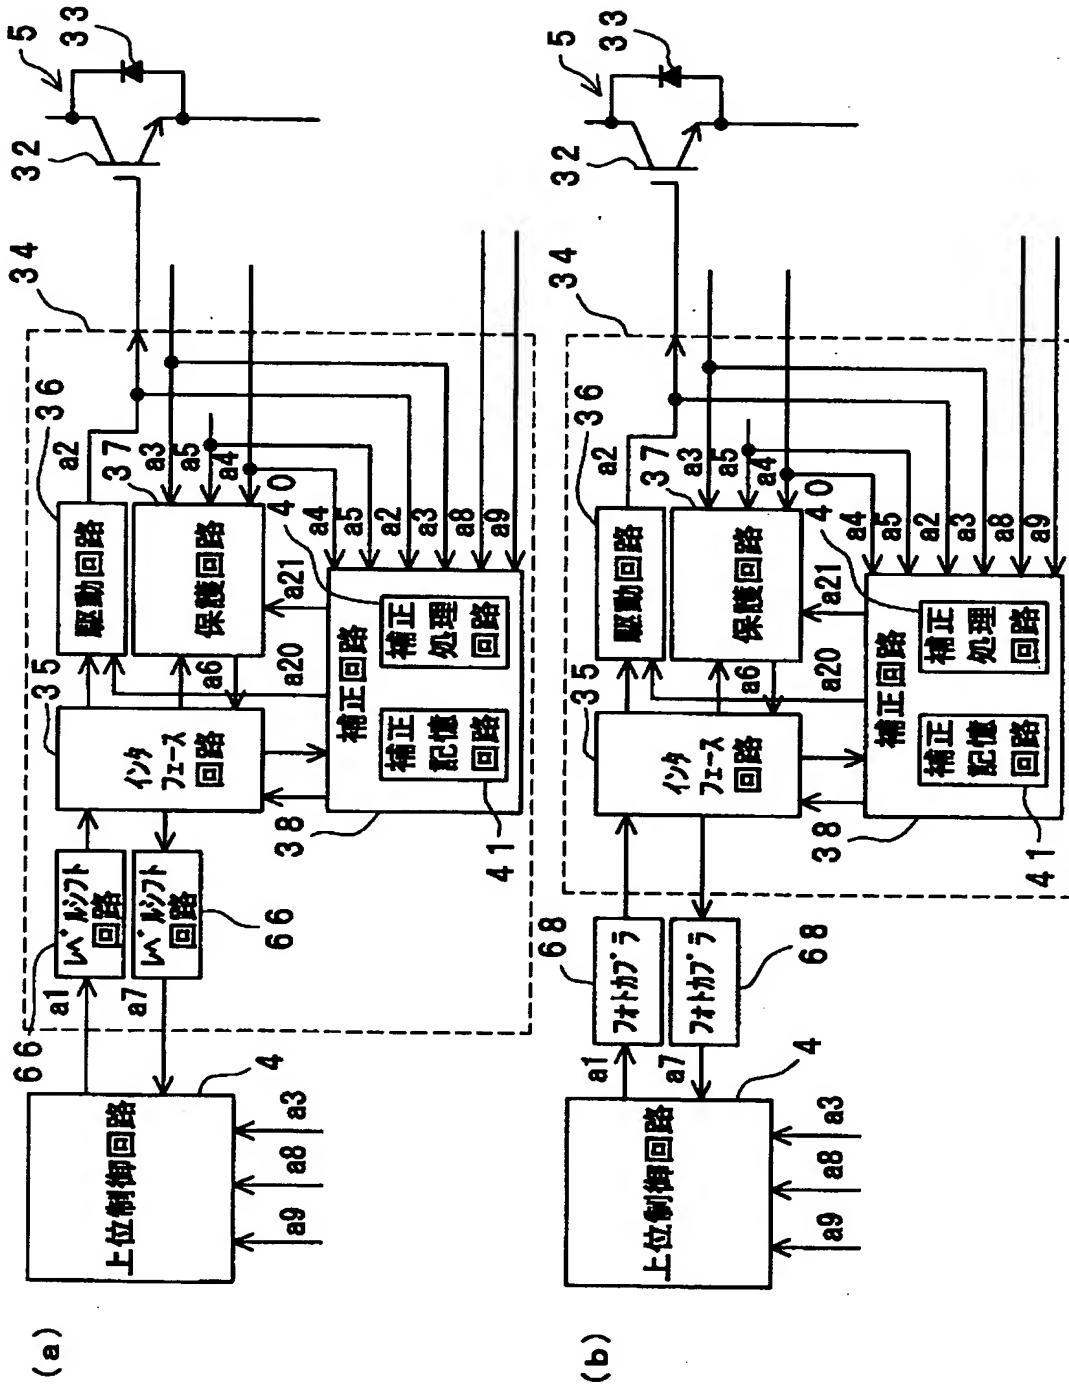 (a)
上位制御回路
4
a9
a8
a3
a1
a7
66
レベルシフト
回路
レベルシフト
回路
66
インタ
フェース
回路
35
駆動回路
36
保護回路
37
a2
a3
a5
a4
a6
a20
a21
補正回路
38
補正
記憶
回路
41
補正
処理
回路
40
a4
a5
a2
a3
a8
a9
34
32
5
33
(b)
上位制御回路
4
a9
a8
a3
a1
a7
68
フォトカプラ
フォトカプラ
68
インタ
フェース
回路
35
駆動回路
36
保護回路
37
a2
a3
a5
a4
a6
a20
a21
補正回路
38
補正
記憶
回路
41
補正
処理
回路
40
a4
a5
a2
a3
a8
a9
34
32
5
33